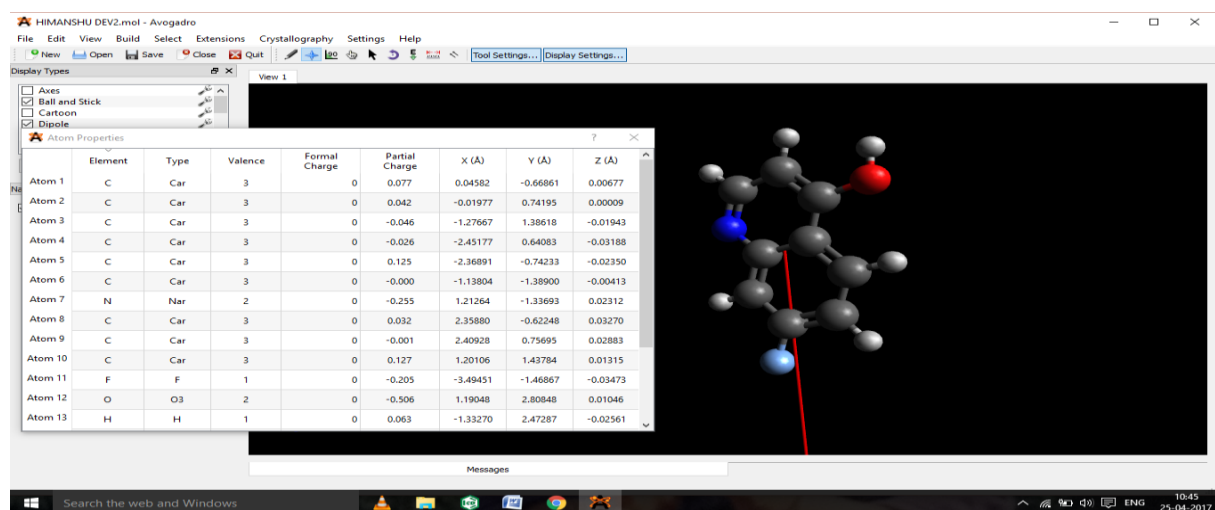 HIMANSHU DEV2.mol - Avogadro
File Edit View Build Select Extensions Crystallography Settings Help
New Open Save Close Quit Tool Settings... Display Settings...
Display Types
View 1
Axes
Ball and Stick
Cartoon
Dipole
Atom Properties
Element Type Valence Formal Charge Partial Charge X (Å) Y (Å) Z (Å)
Atom 1 C Car 3 0 0.077 0.04582 -0.66861 0.00677
Atom 2 C Car 3 0 0.042 -0.01977 0.74195 0.00009
Atom 3 C Car 3 0 -0.046 -1.27667 1.38618 -0.01943
Atom 4 C Car 3 0 -0.026 -2.45177 0.64083 -0.03188
Atom 5 C Car 3 0 0.125 -2.36891 -0.74233 -0.02350
Atom 6 C Car 3 0 -0.000 -1.13804 -1.38900 -0.00413
Atom 7 N Nar 2 0 -0.255 1.21264 -1.33693 0.02312
Atom 8 C Car 3 0 0.032 2.35880 -0.62248 0.03270
Atom 9 C Car 3 0 -0.001 2.40928 0.75695 0.02883
Atom 10 C Car 3 0 0.127 1.20106 1.43784 0.01315
Atom 11 F F 1 0 -0.205 -3.49451 -1.46867 -0.03473
Atom 12 O O3 2 0 -0.506 1.19048 2.80848 0.01046
Atom 13 H H 1 0 0.063 -1.33270 2.47287 -0.02561
Messages
Search the web and Windows
ENG
10:45
25-04-2017